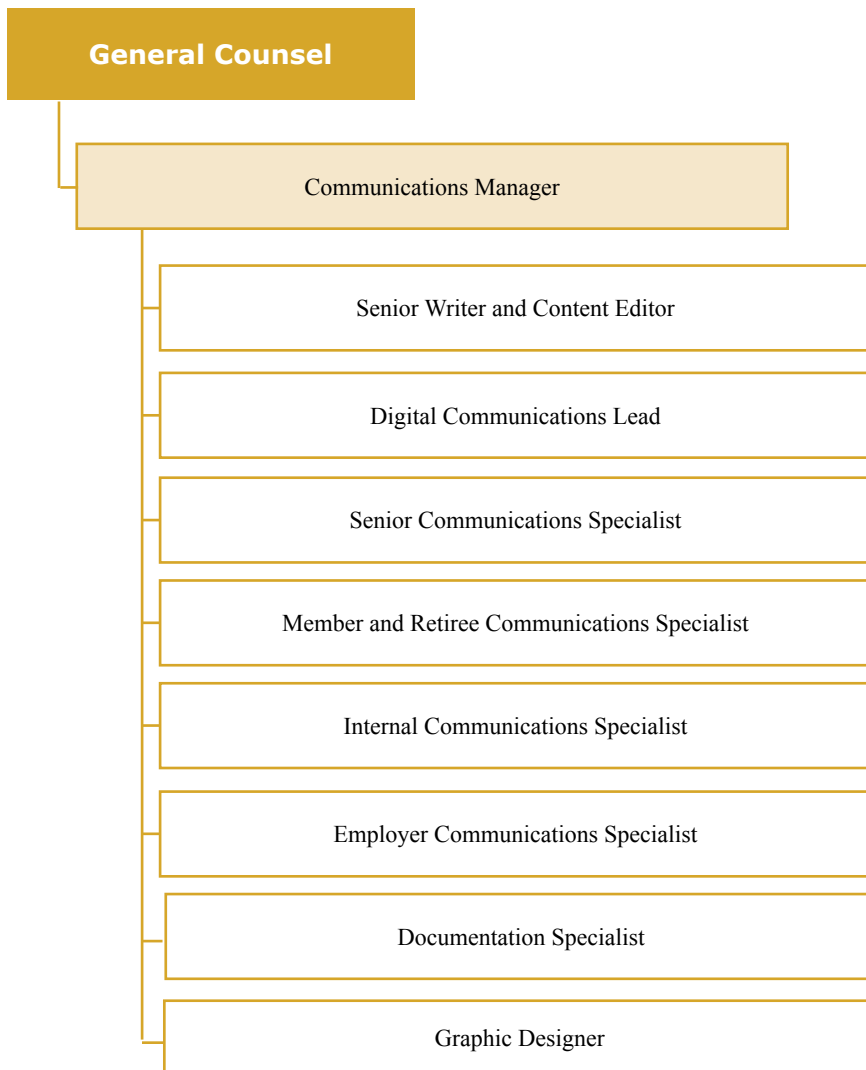 General Counsel
Communications Manager
Senior Writer and Content Editor
Digital Communications Lead
Senior Communications Specialist
Member and Retiree Communications Specialist
Internal Communications Specialist
Employer Communications Specialist
Documentation Specialist
Graphic Designer